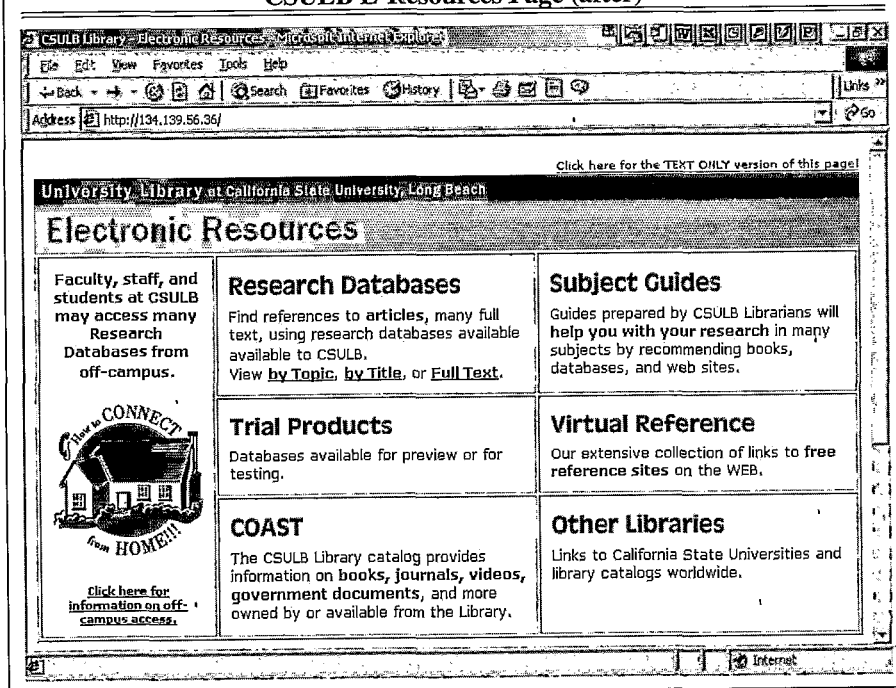 CSULB E-Resources Page (after)
CSULB Library - Electronic Resources - Microsoft Internet Explorer
File Edit View Favorites Tools Help
Back Search Favorites History Links »
Address http://134.139.56.36/ Go
Click here for the TEXT ONLY version of this page!
University Library at California State University, Long Beach
Electronic Resources
Faculty, staff, and
students at CSULB
may access many
Research
Databases from
off-campus.
How to CONNECT
from HOME!!!
Click here for
information on off-
campus access.
Research Databases
Find references to articles, many full
text, using research databases available
available to CSULB.
View by Topic, by Title, or Full Text.
Trial Products
Databases available for preview or for
testing.
COAST
The CSULB Library catalog provides
information on books, journals, videos,
government documents, and more
owned by or available from the Library.
Subject Guides
Guides prepared by CSULB Librarians will
help you with your research in many
subjects by recommending books,
databases, and web sites.
Virtual Reference
Our extensive collection of links to free
reference sites on the WEB.
Other Libraries
Links to California State Universities and
library catalogs worldwide.
Internet